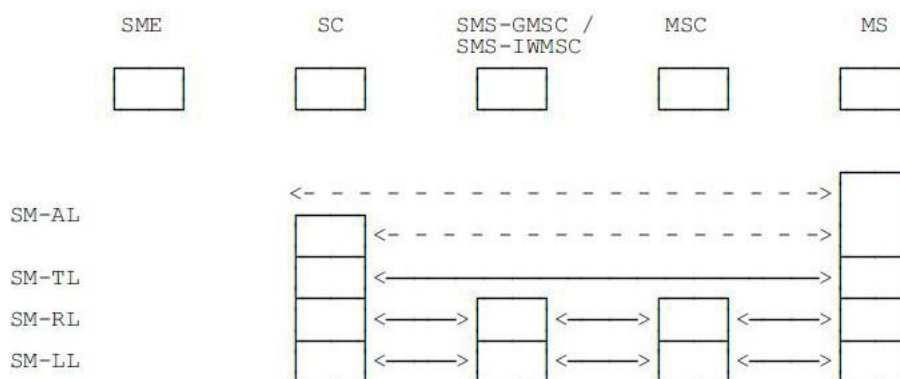 SME SC SMS-GMSC / MSC MS
SMS-IWMSC
SM-AL
SM-TL
SM-RL
SM-LL